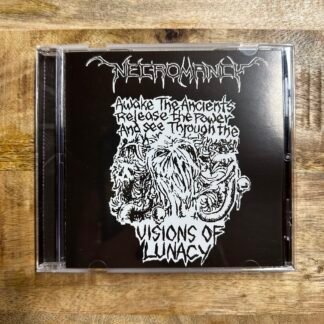 NECROMANCY
Awake The Ancients
Release the Power
And see Through the
VISIONS OF
LUNACY